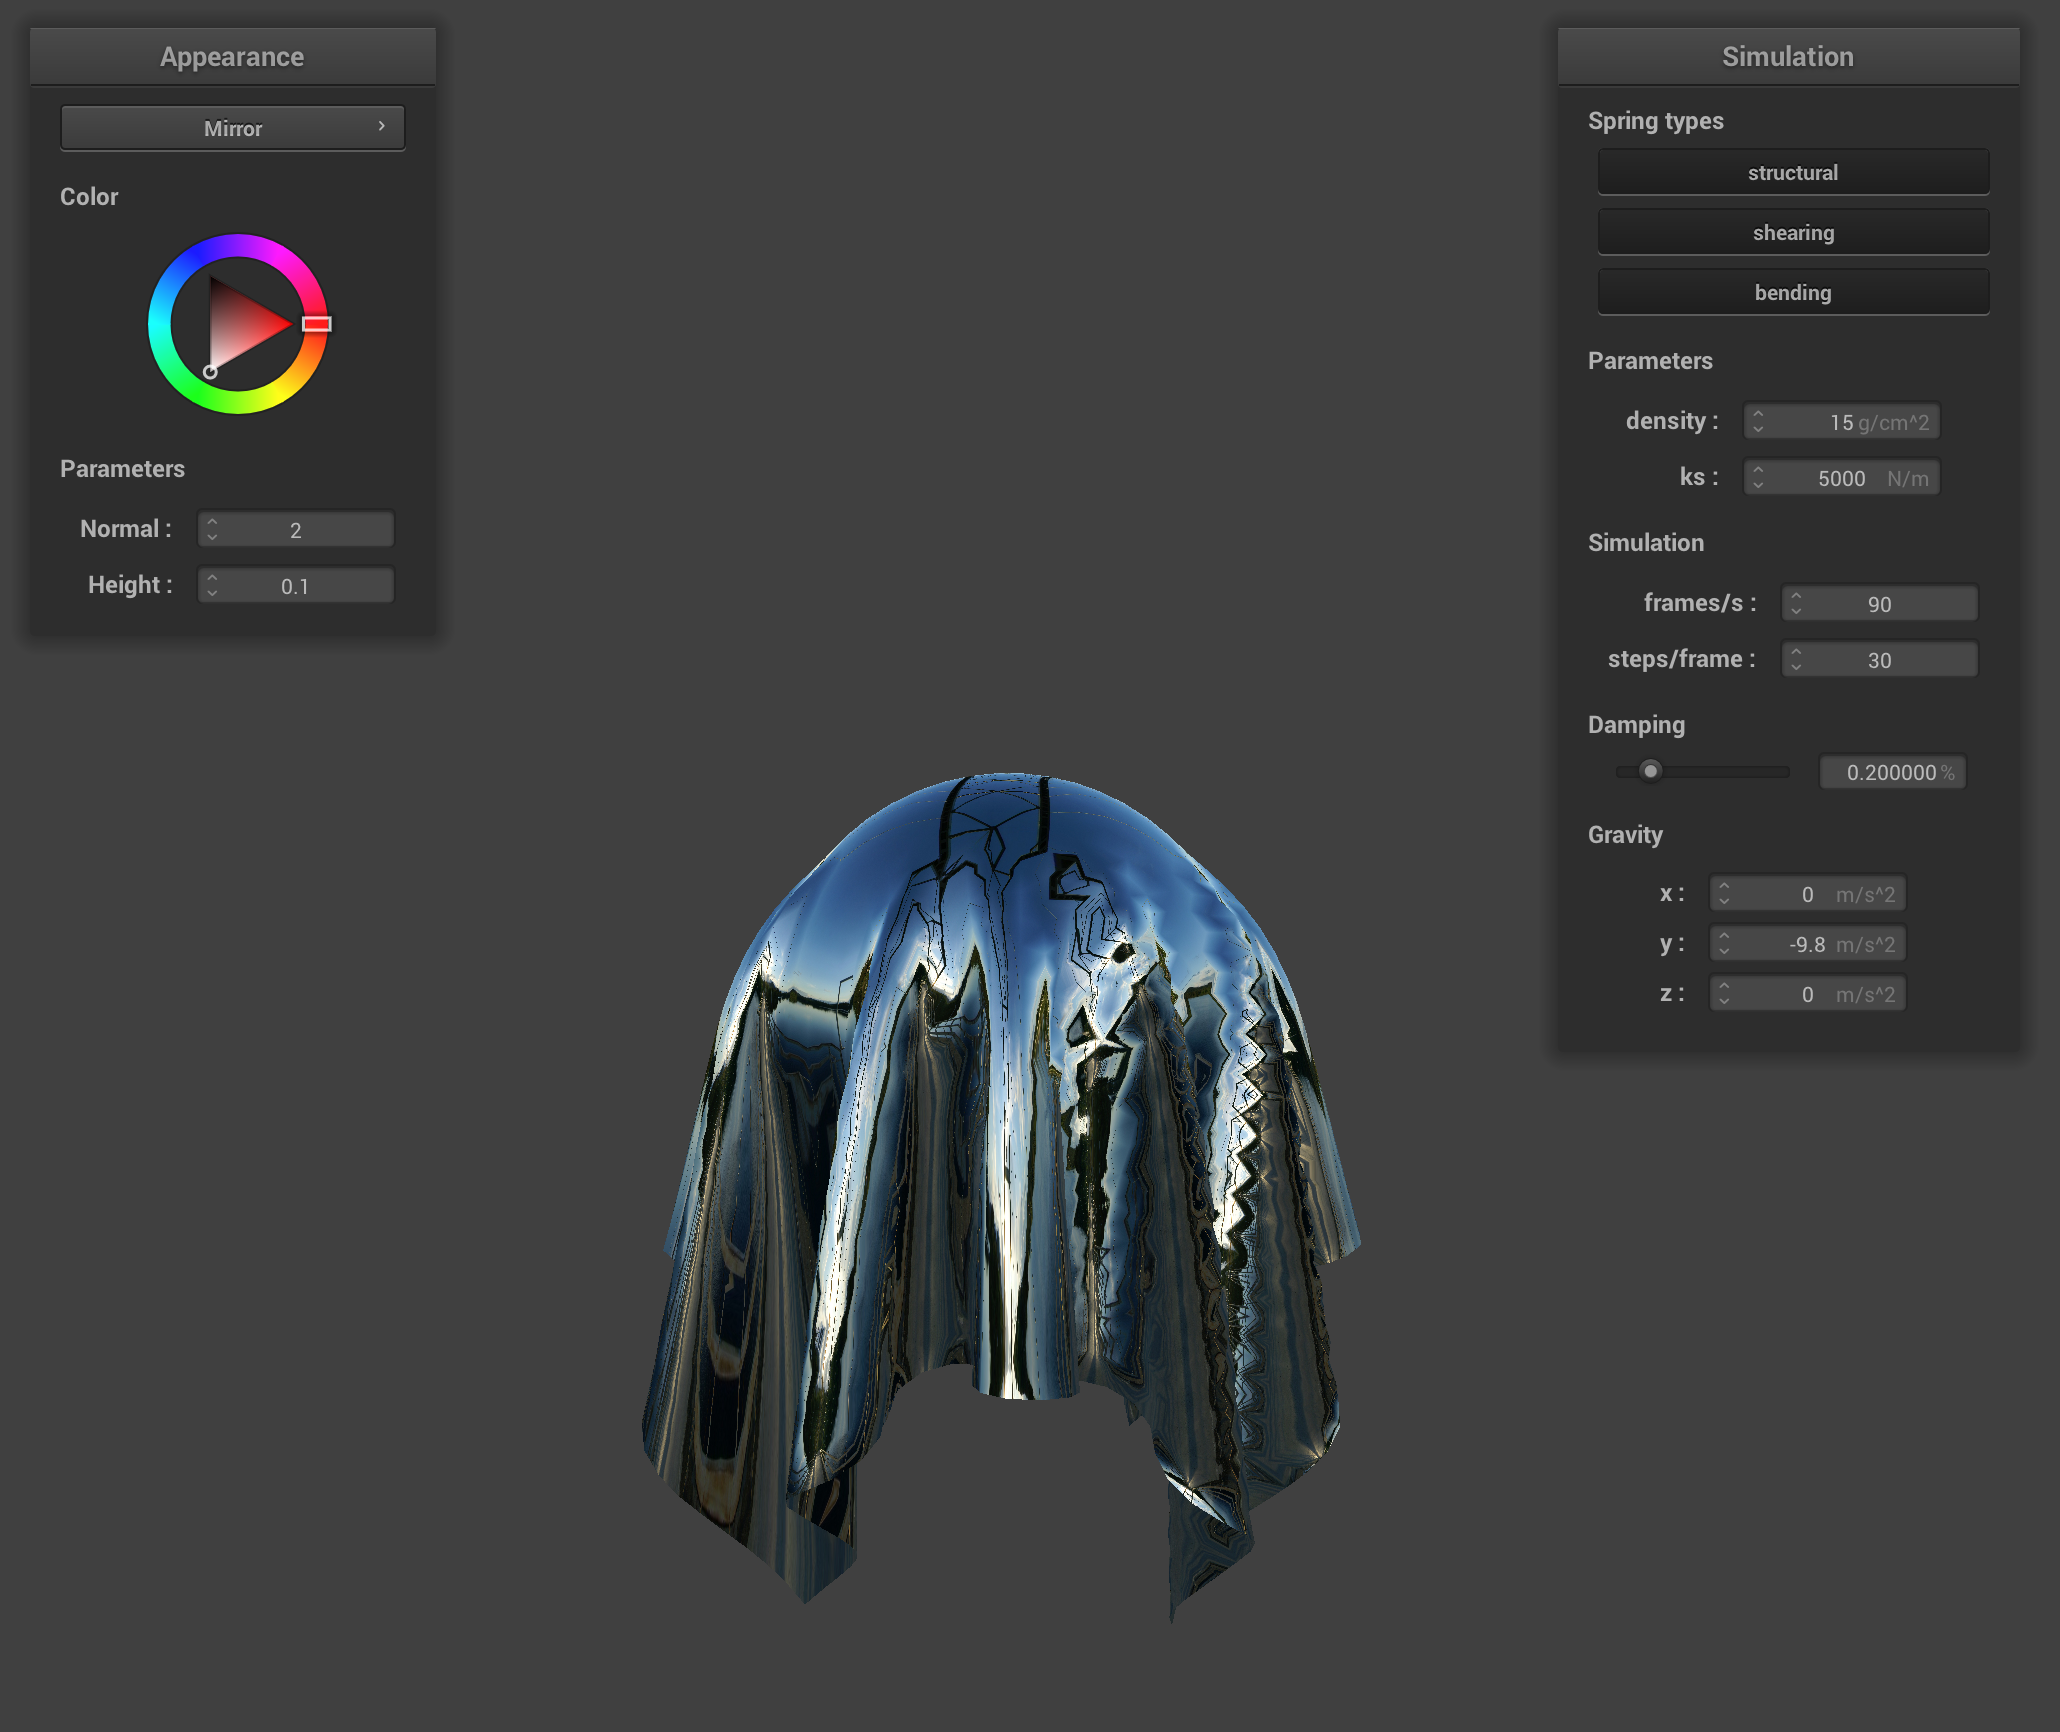 Appearance
Mirror
Color
Parameters
Normal : 2
Height : 0.1
Simulation
Spring types
structural
shearing
bending
Parameters
density : 15 g/cm^2
ks : 5000 N/m
Simulation
frames/s : 90
steps/frame : 30
Damping
0.200000 %
Gravity
x : 0 m/s^2
y : -9.8 m/s^2
z : 0 m/s^2